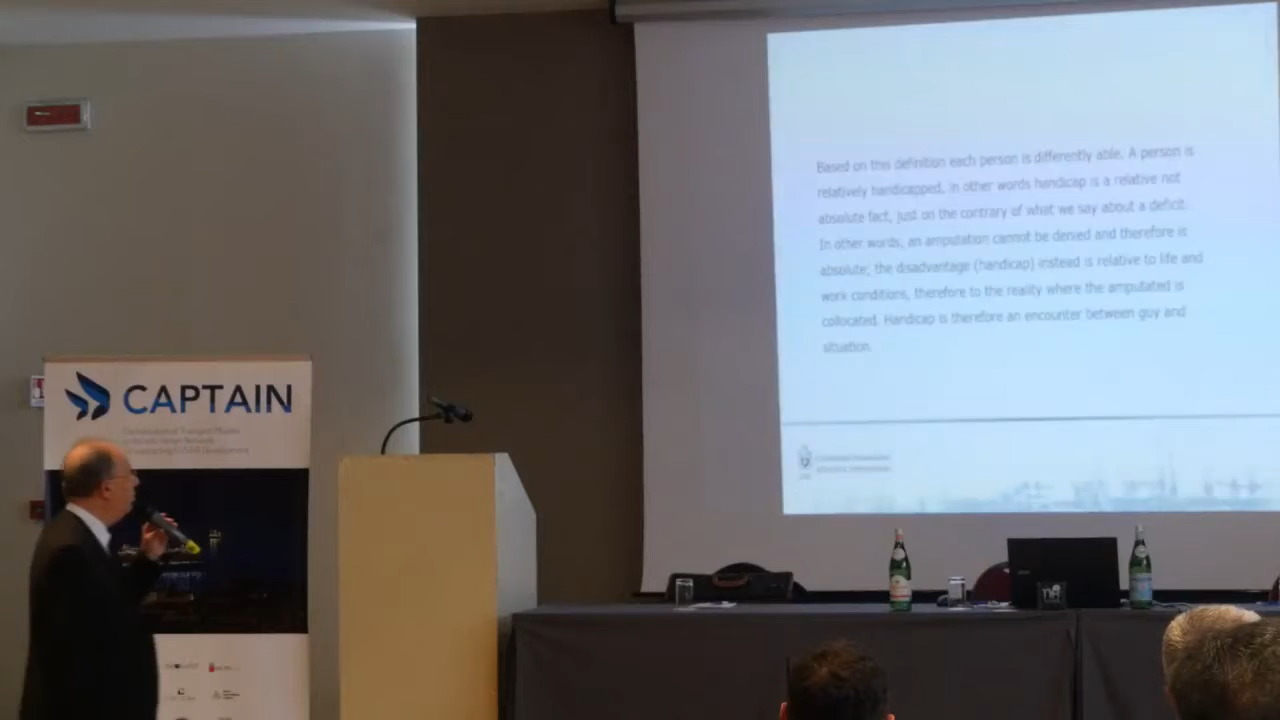 Based on this definition each person is differently able. A person is
relatively handicapped, in other words handicap is a relative not
absolute fact, just on the contrary of what we say about a deficit.
In other words, an amputation cannot be denied and therefore is
absolute; the disadvantage (handicap) instead is relative to life and
work conditions, therefore to the reality where the amputated is
collocated. Handicap is therefore an encounter between guy and
situation.
CAPTAIN